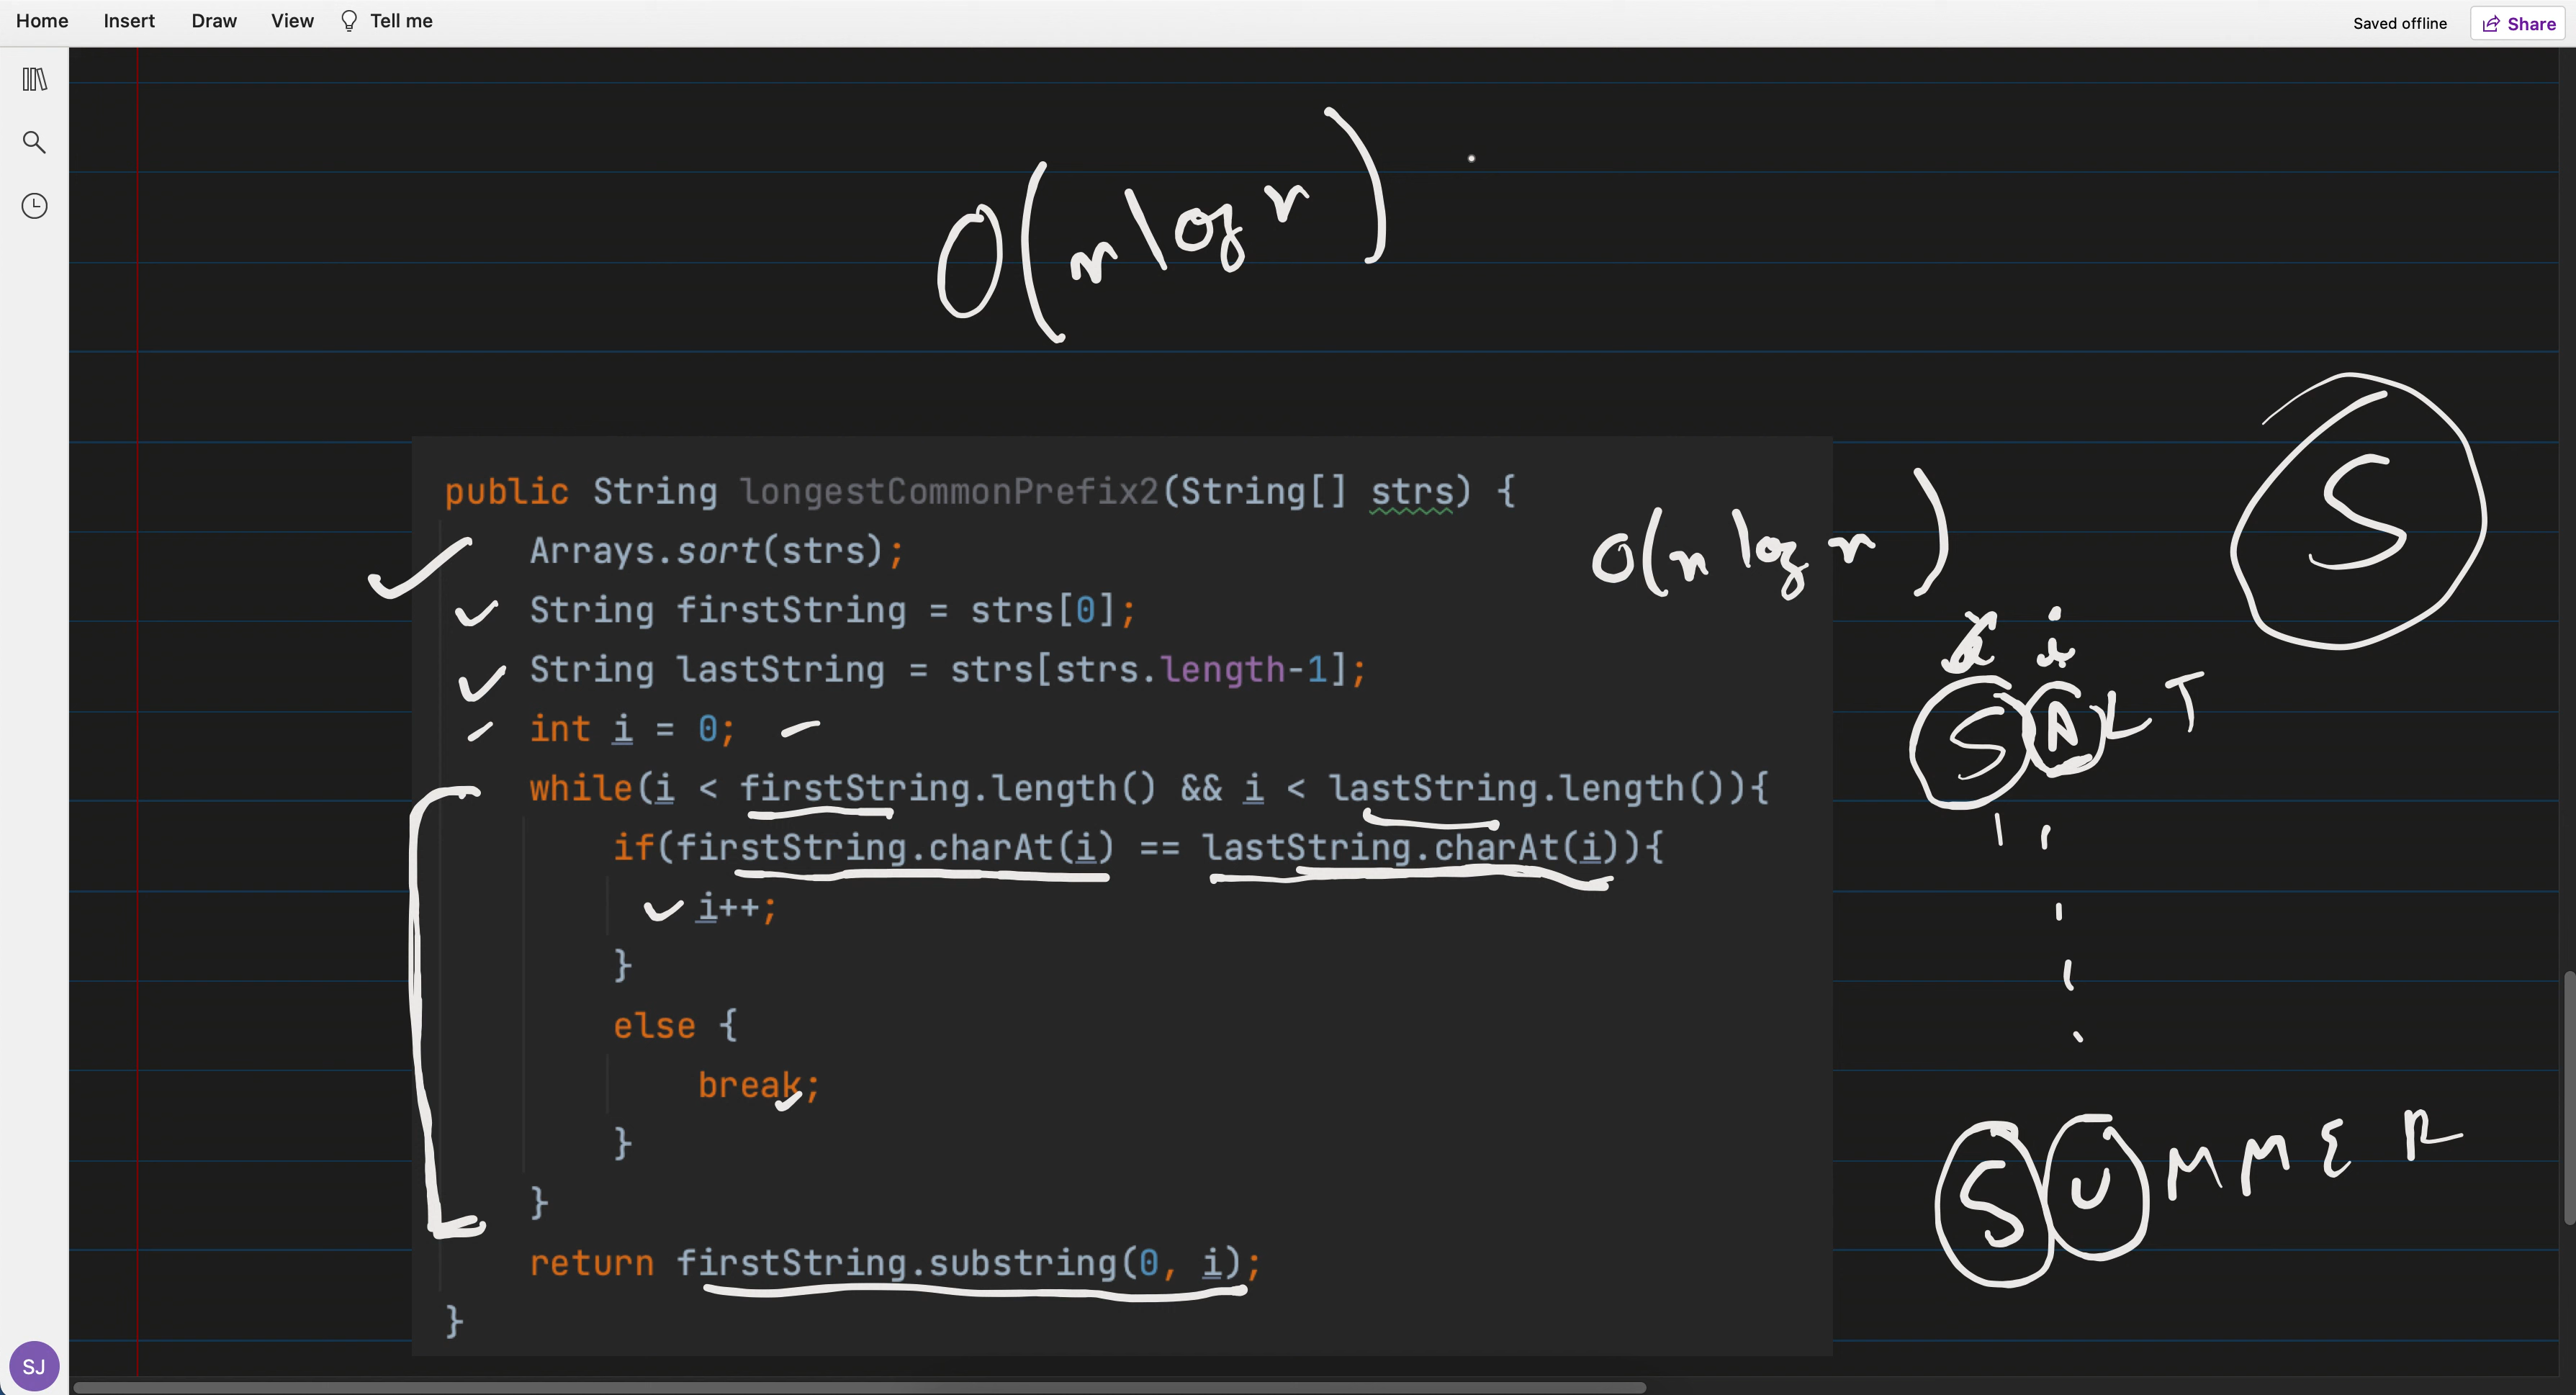 Home Insert Draw View Tell me Saved offline Share
O(n log n)
public String longestCommonPrefix2(String[] strs) {
Arrays.sort(strs); O(n log n)
String firstString = strs[0];
String lastString = strs[strs.length-1];
int i = 0;
while(i < firstString.length() && i < lastString.length()){
if(firstString.charAt(i) == lastString.charAt(i)){
i++;
}
else {
break;
}
}
return firstString.substring(0, i);
}
S
i
SALT
SUMMER
SJ